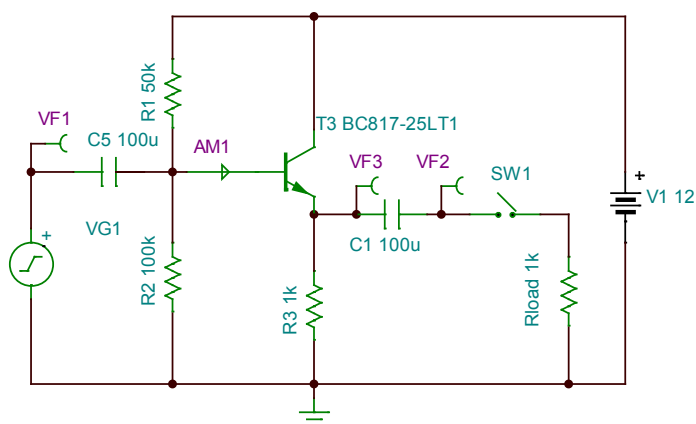 R1 50k
T3 BC817-25LT1
VF1
C5 100u
AM1
VF3
VF2
SW1
+
V1 12
VG1
+
C1 100u
R2 100k
R3 1k
Rload 1k